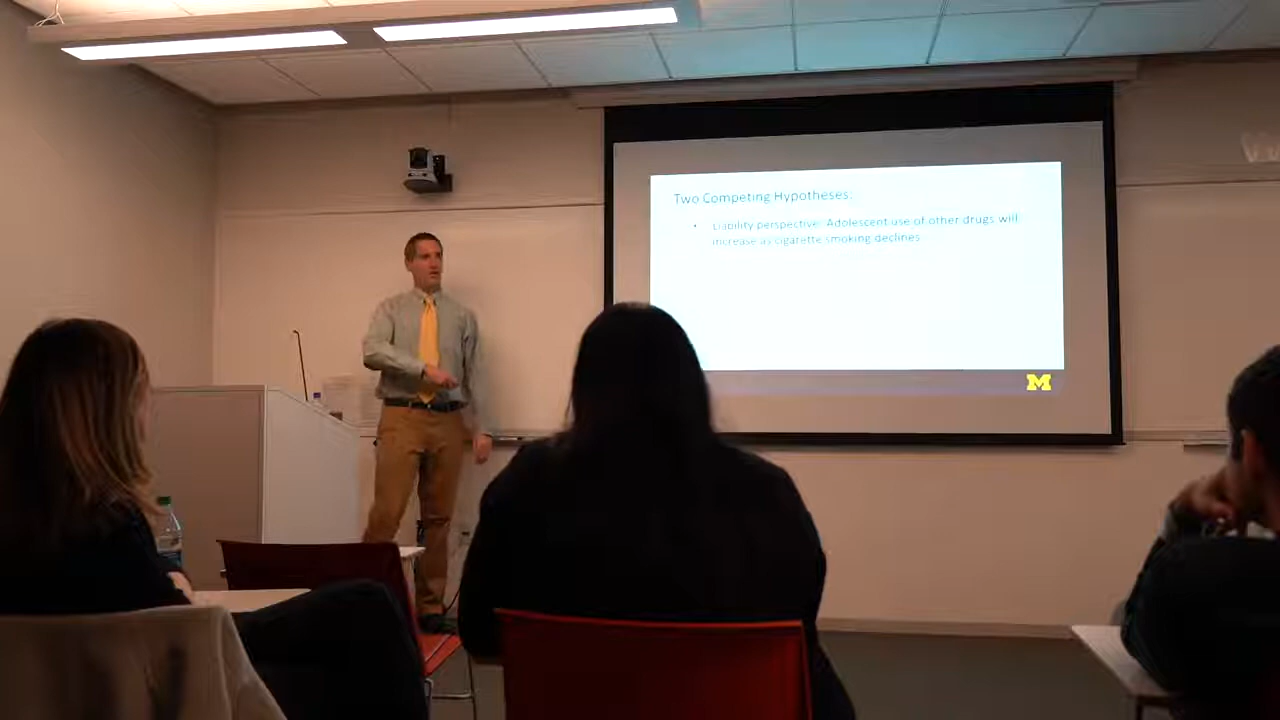 Two Competing Hypotheses:
• Liability perspective: Adolescent use of other drugs will
increase as cigarette smoking declines
M